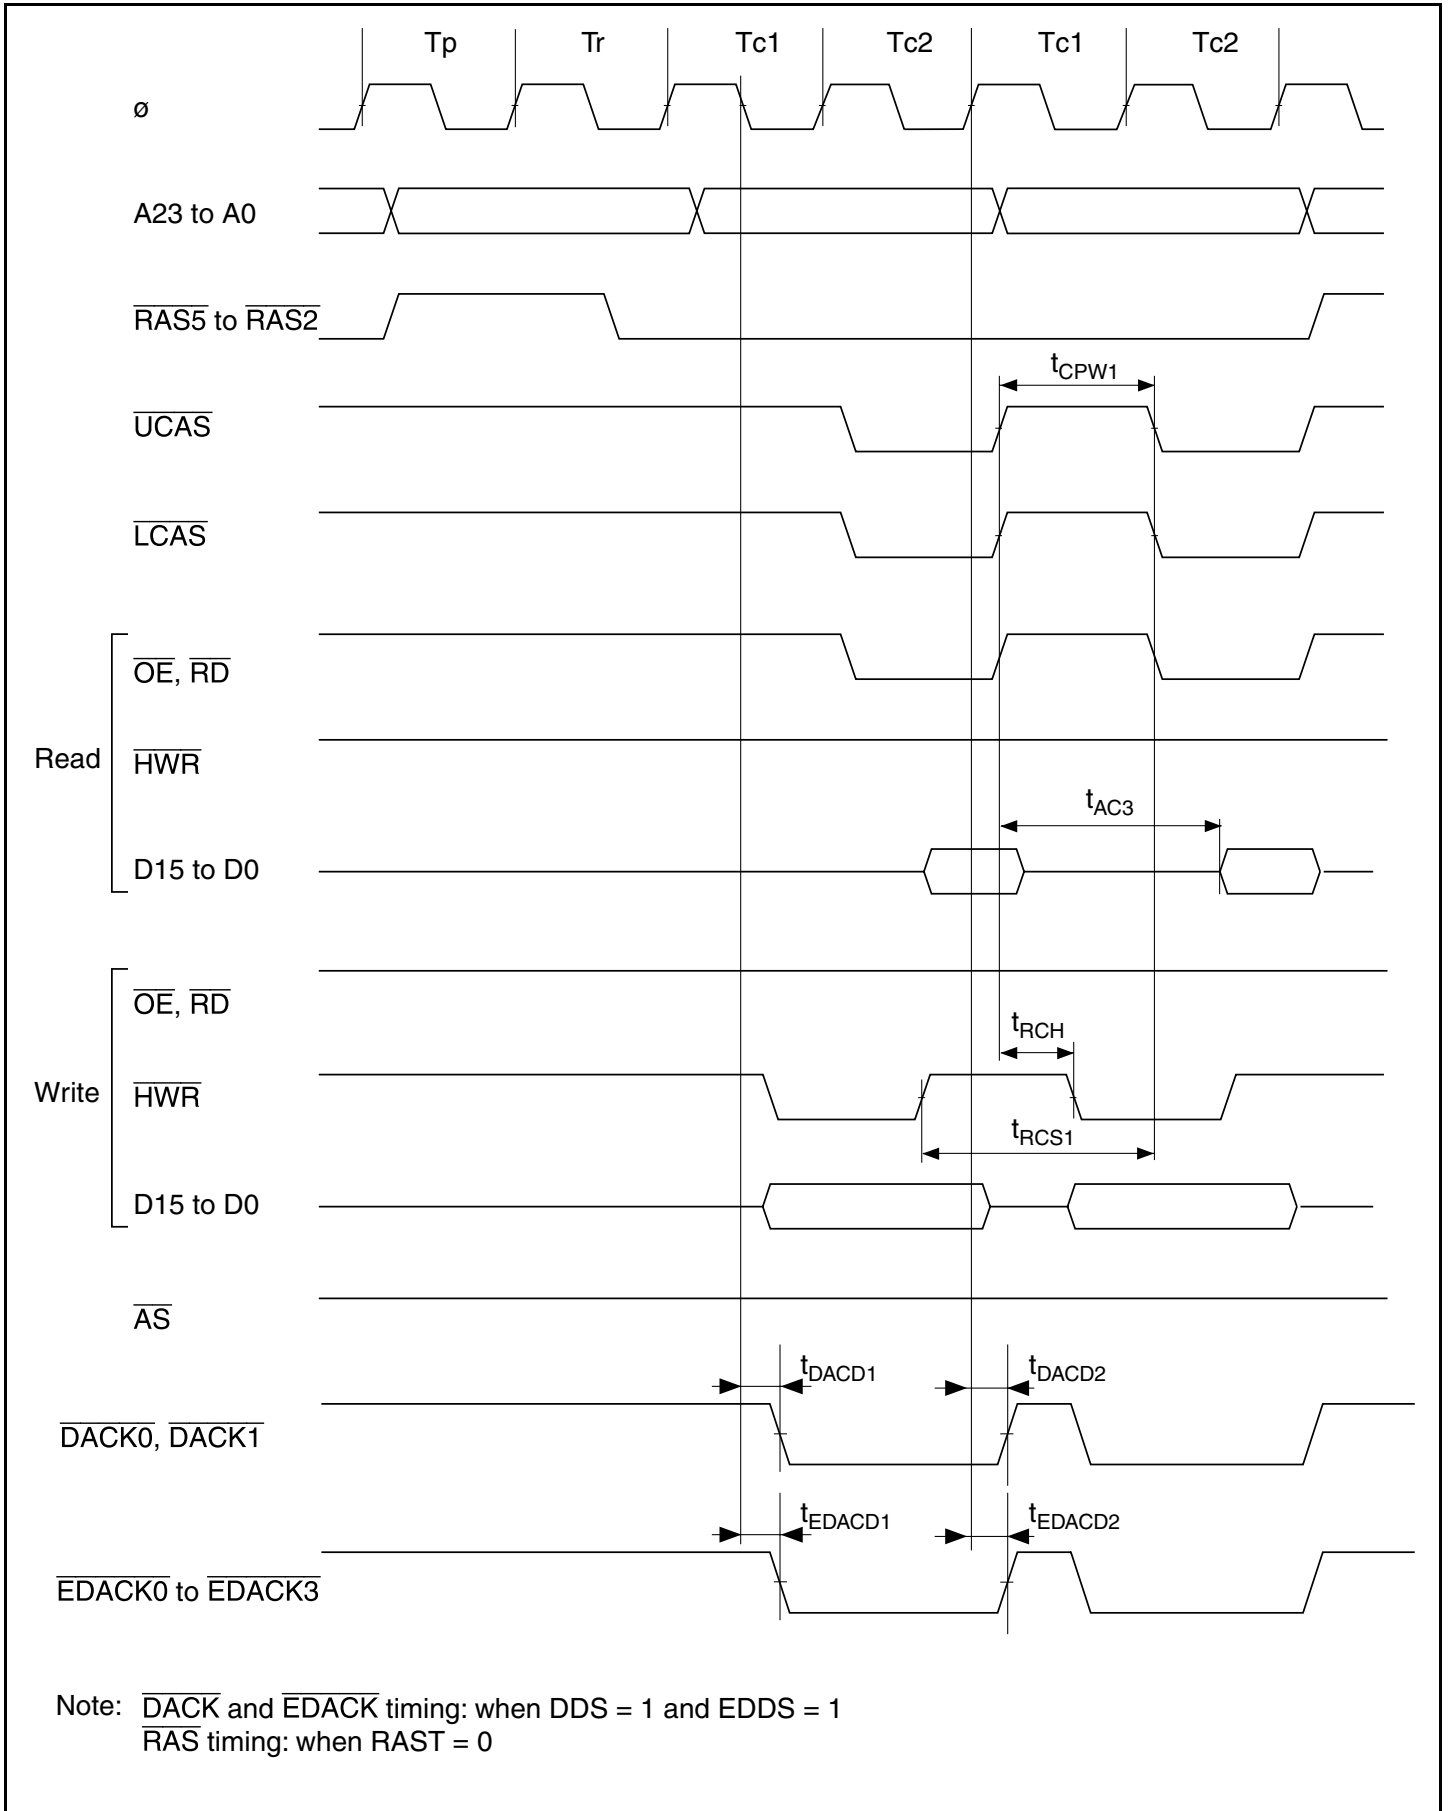 Tp Tr Tc1 Tc2 Tc1 Tc2
ø
A23 to A0
RAS5 to RAS2
tCPW1
UCAS
LCAS
OE, RD
Read
HWR
tAC3
D15 to D0
OE, RD
tRCH
Write
HWR
tRCS1
D15 to D0
AS
tDACD1 tDACD2
DACK0, DACK1
tEDACD1 tEDACD2
EDACK0 to EDACK3
Note: DACK and EDACK timing: when DDS = 1 and EDDS = 1
RAS timing: when RAST = 0